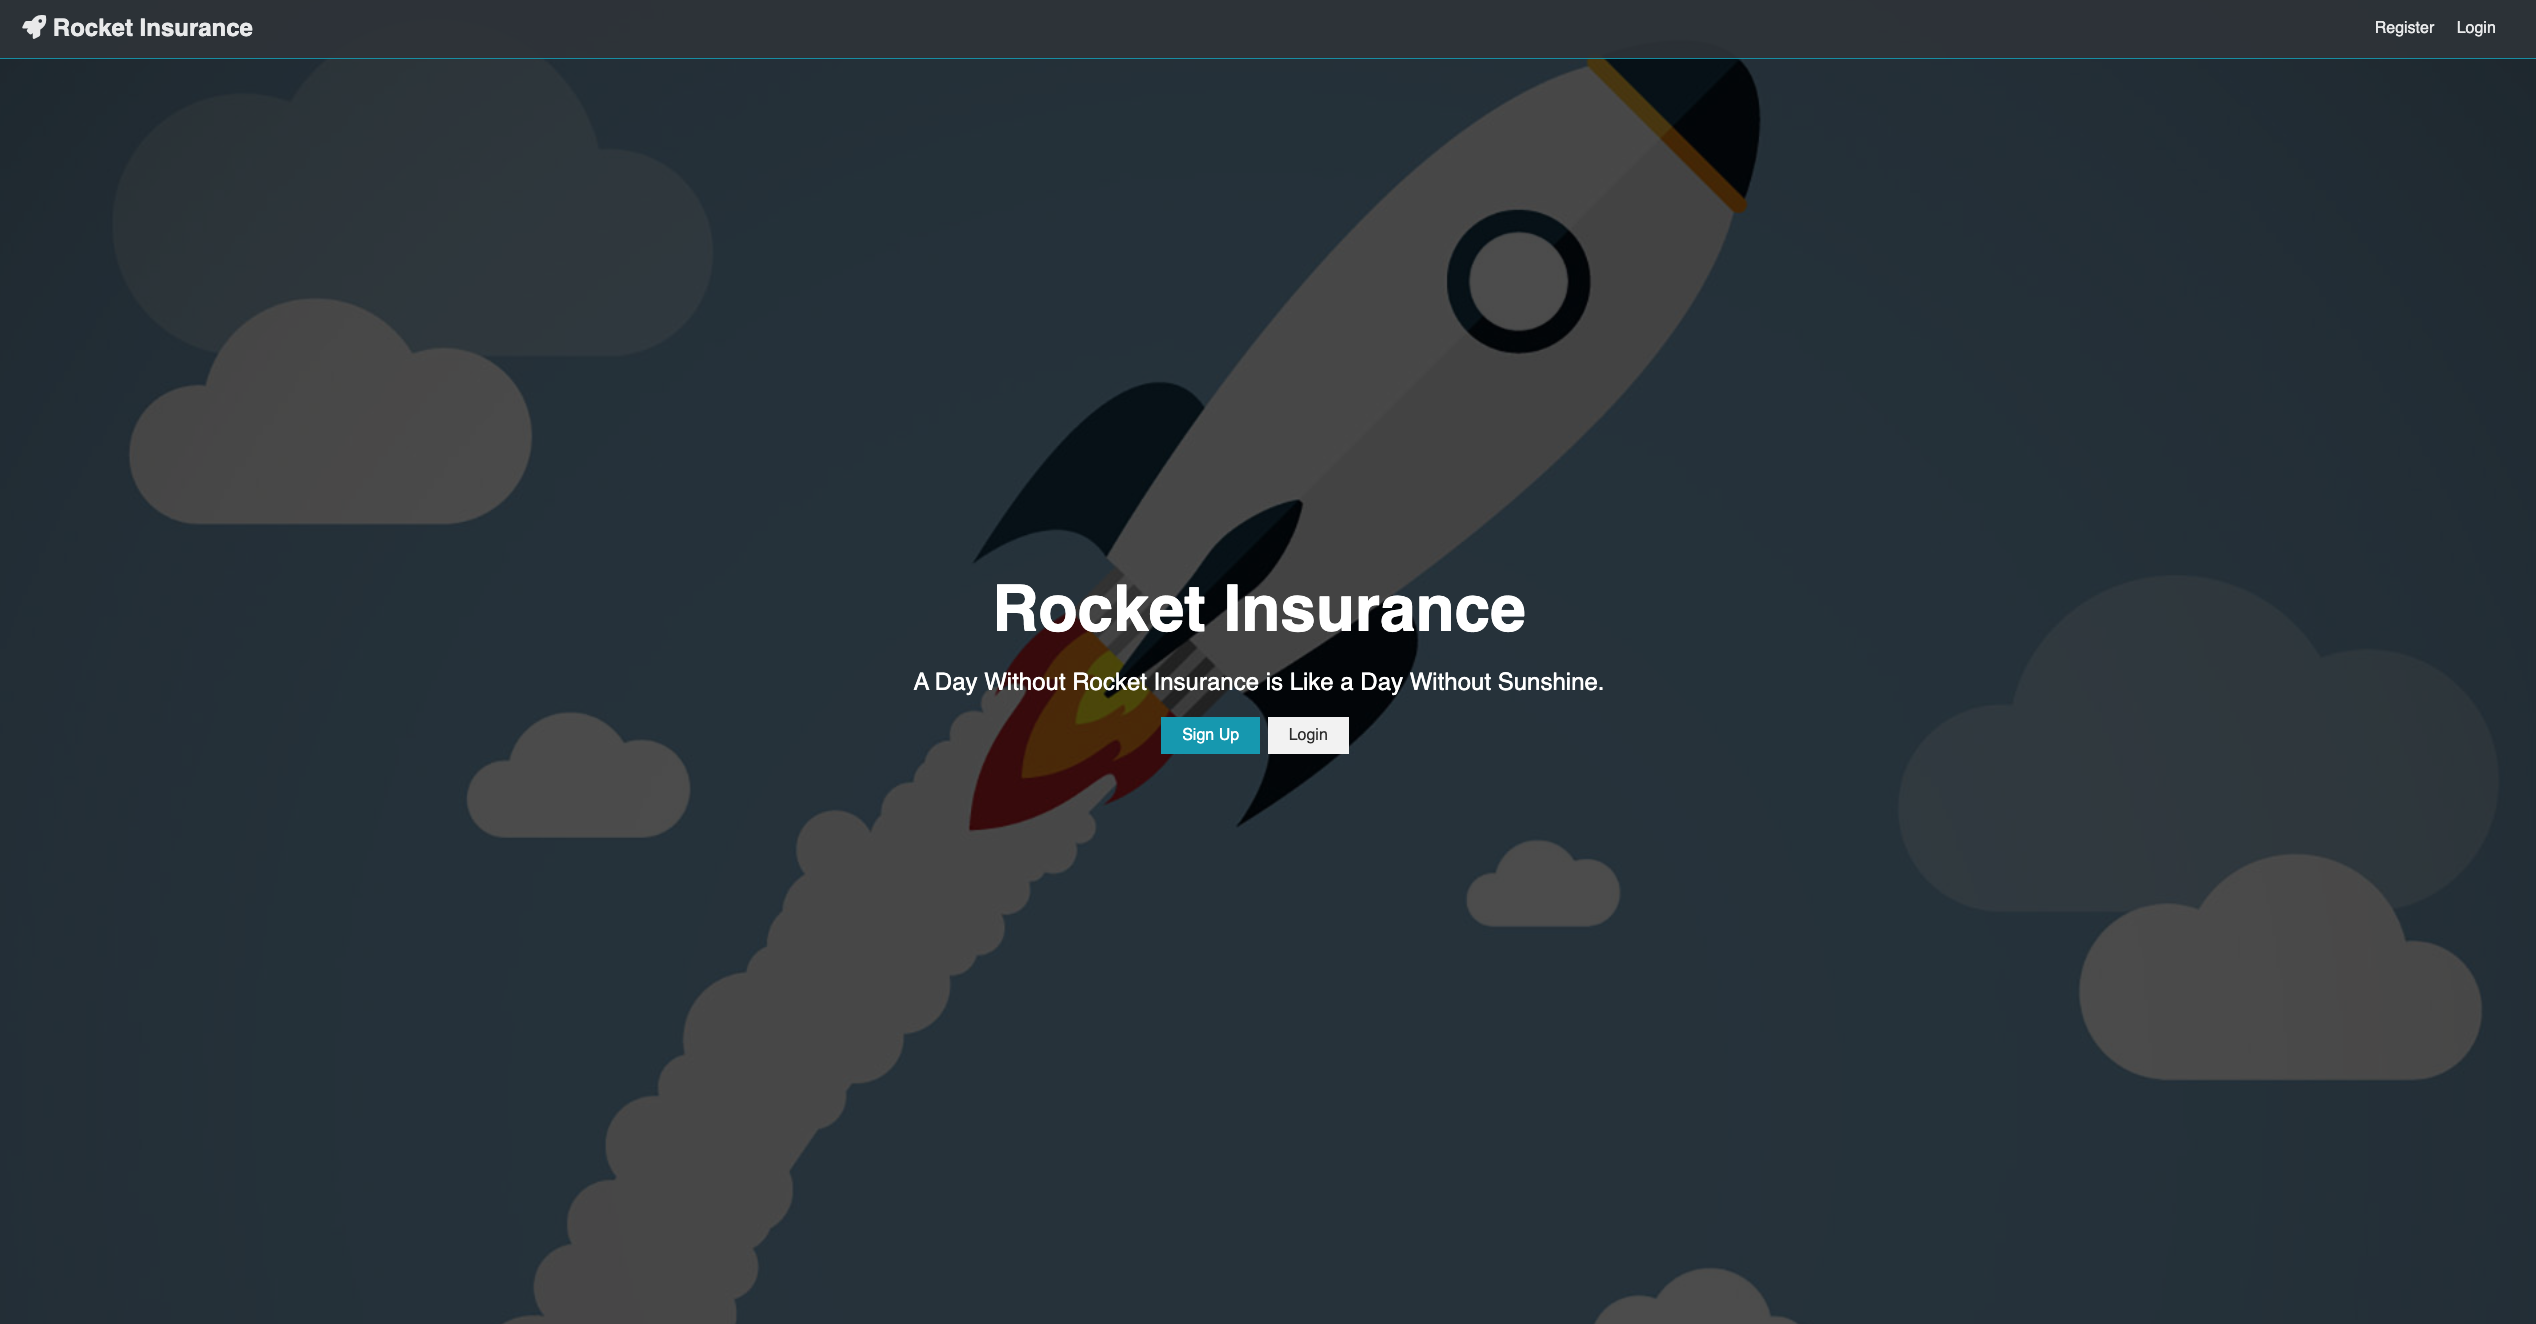 Rocket Insurance
Register Login
Rocket Insurance
A Day Without Rocket Insurance is Like a Day Without Sunshine.
Sign Up Login